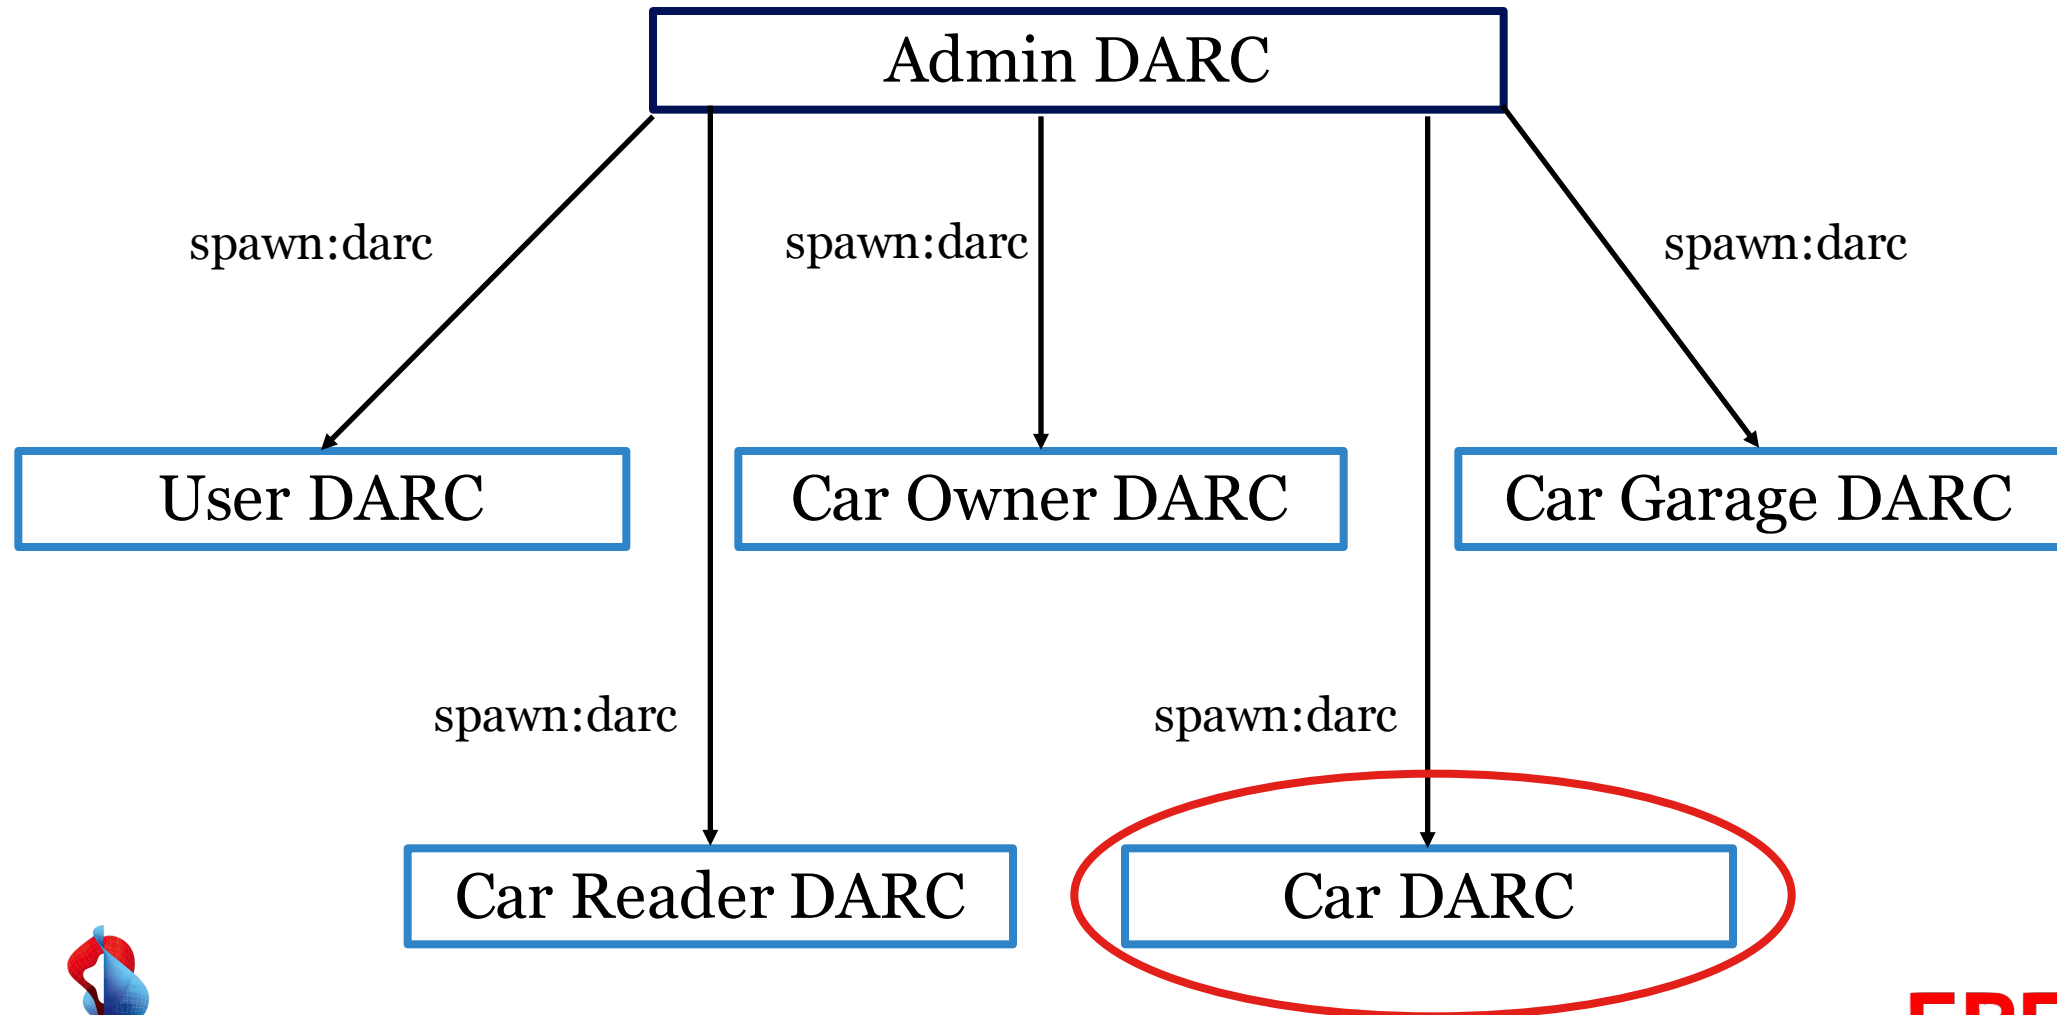 Admin DARC
spawn:darc
spawn:darc
spawn:darc
User DARC
Car Owner DARC
Car Garage DARC
spawn:darc
spawn:darc
Car Reader DARC
Car DARC